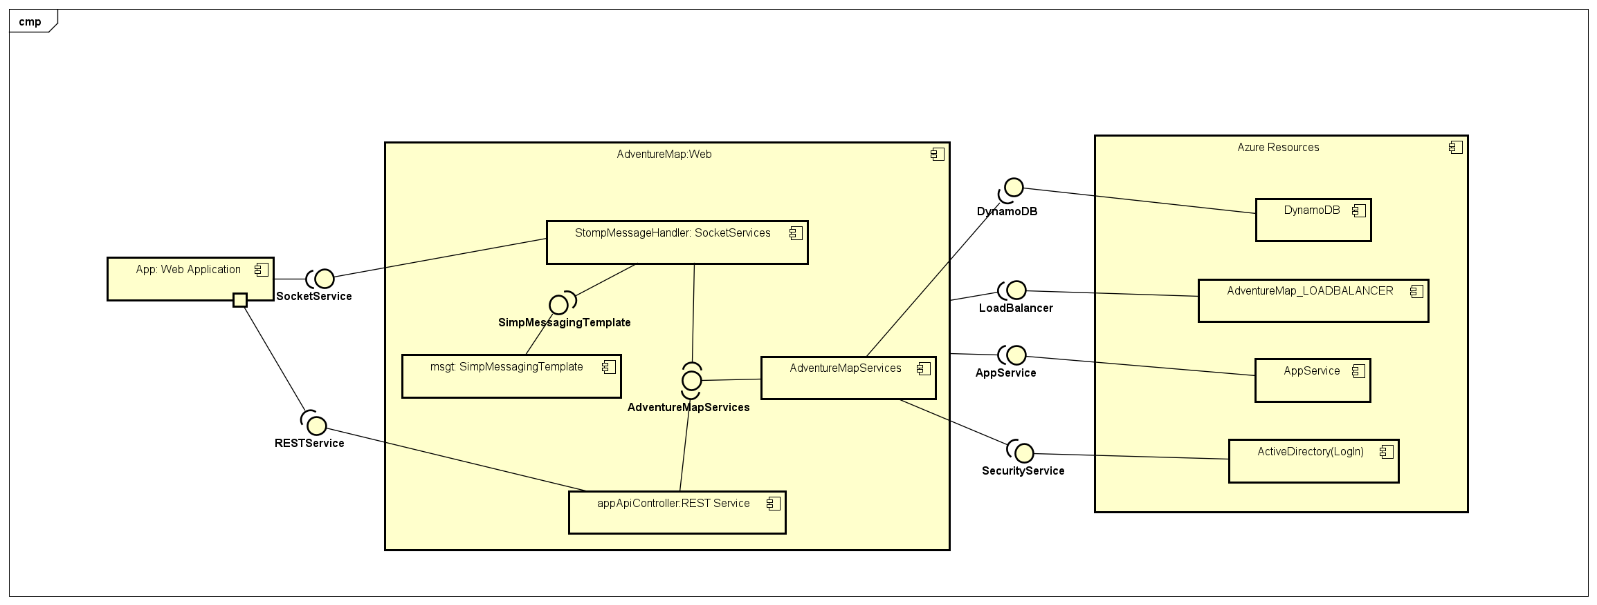 cmp
AdventureMap:Web
Azure Resources
DynamoDB
DynamoDB
StompMessageHandler: SocketServices
App: Web Application
SocketService
AdventureMap_LOADBALANCER
LoadBalancer
SimpMessagingTemplate
msgt: SimpMessagingTemplate
AdventureMapServices
AppService
AppService
AdventureMapServices
RESTService
ActiveDirectory(LogIn)
SecurityService
appApiController:REST Service